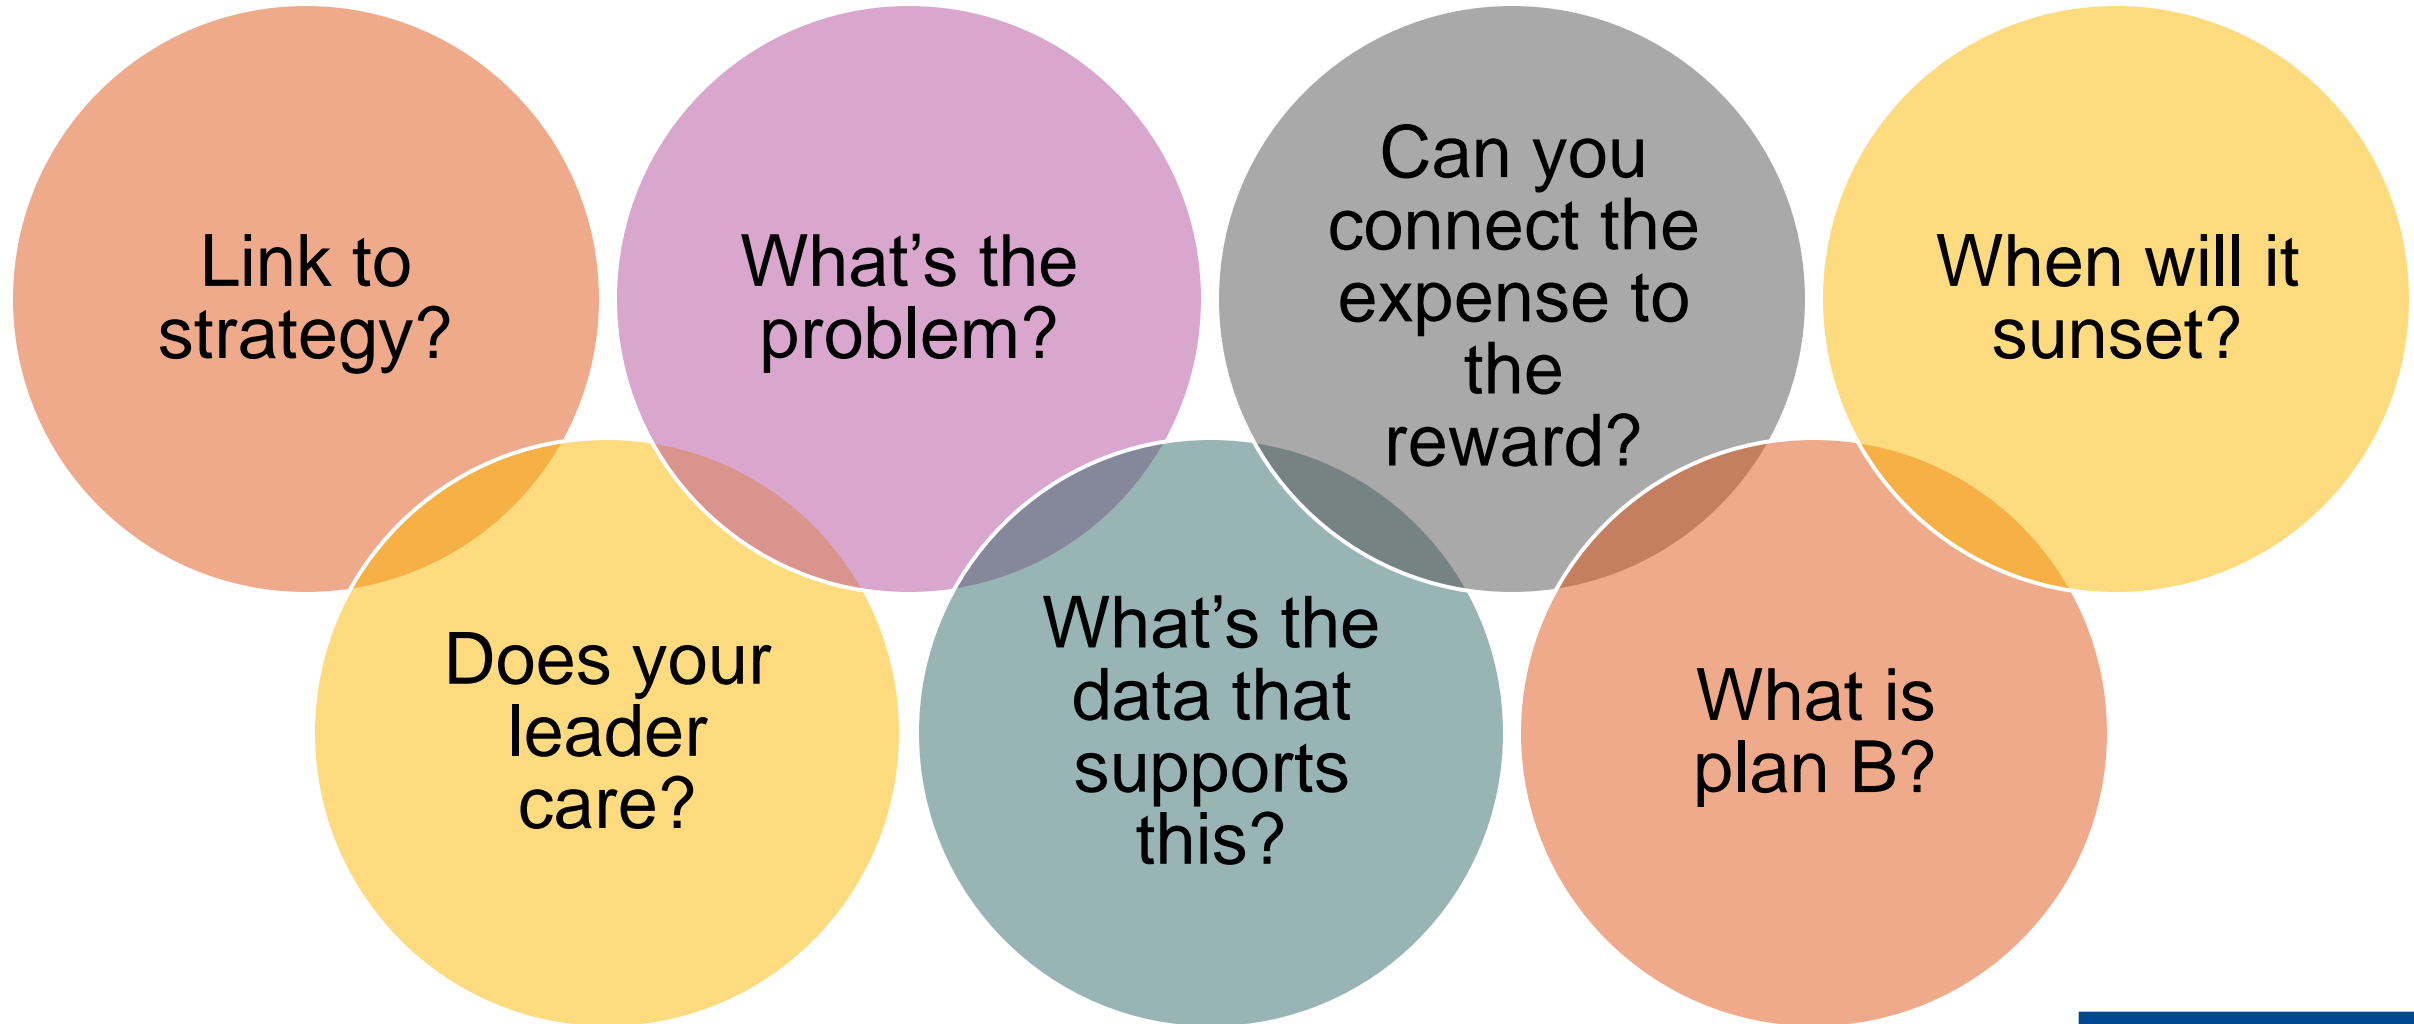 Link to
strategy?
Does your
leader
care?
What’s the
problem?
What’s the
data that
supports
this?
Can you
connect the
expense to
the
reward?
What is
plan B?
When will it
sunset?